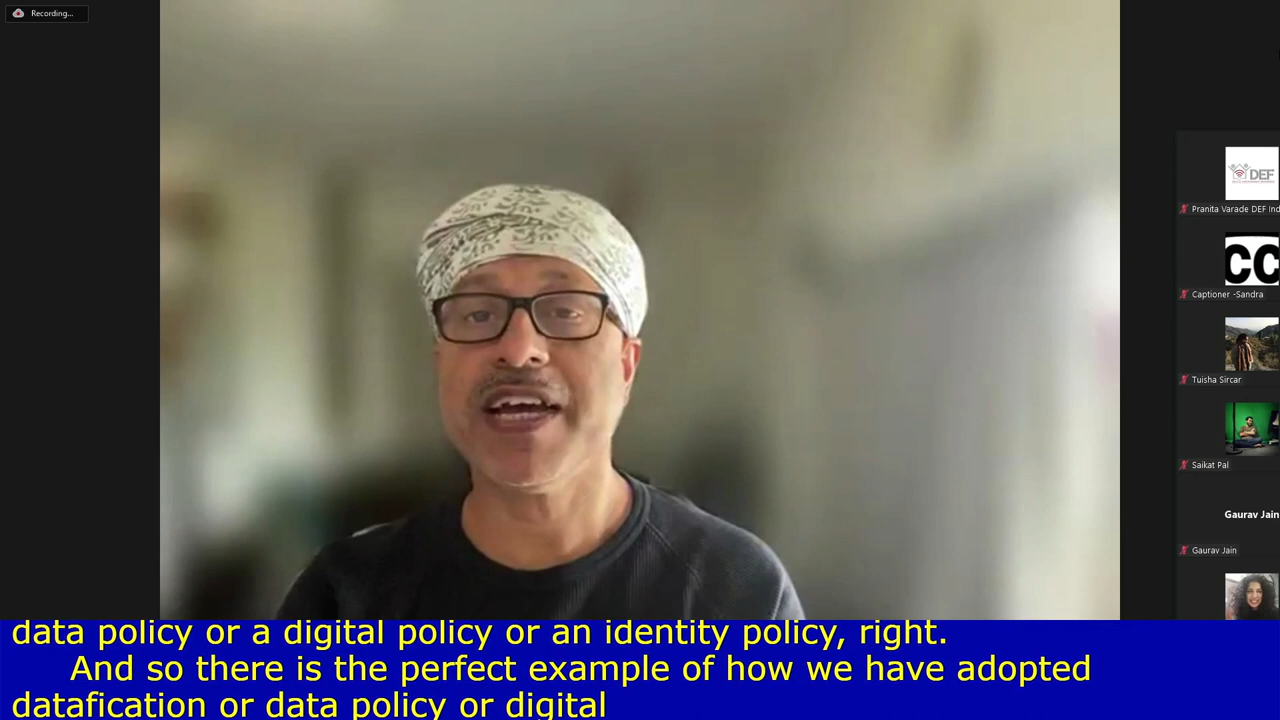 Recording...
DEF
Pranita Varade DEF Ind
CC
Captioner -Sandra
Tuisha Sircar
Saikat Pal
Gaurav Jain
Gaurav Jain
data policy or a digital policy or an identity policy, right.
And so there is the perfect example of how we have adopted
datafication or data policy or digital